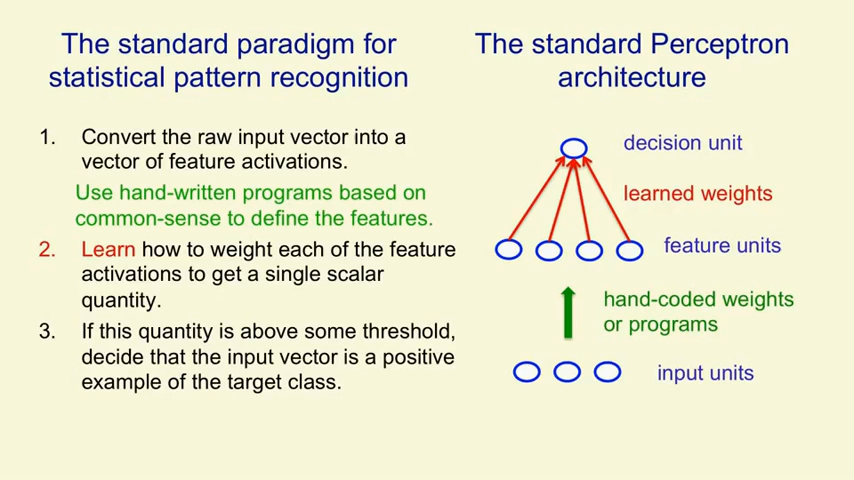 The standard paradigm for
statistical pattern recognition
1. Convert the raw input vector into a
vector of feature activations.
Use hand-written programs based on
common-sense to define the features.
2. Learn how to weight each of the feature
activations to get a single scalar
quantity.
3. If this quantity is above some threshold,
decide that the input vector is a positive
example of the target class.
The standard Perceptron
architecture
decision unit
learned weights
feature units
hand-coded weights
or programs
input units